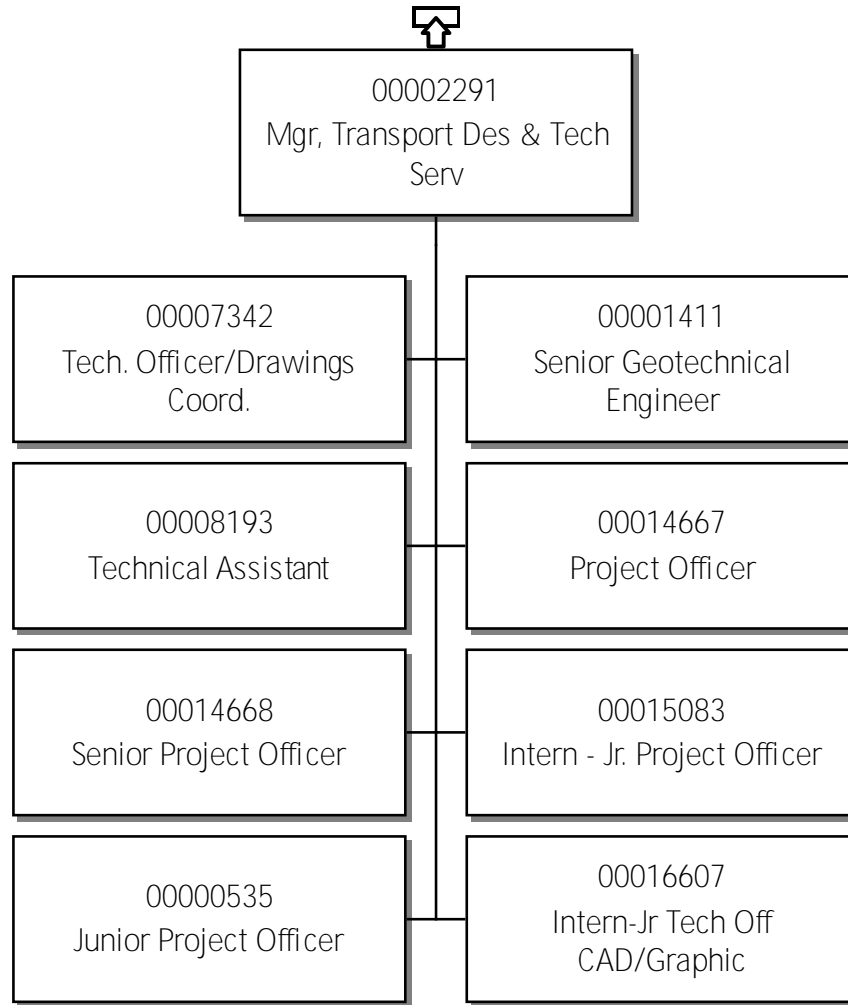 00002291
Mgr, Transport Des & Tech
Serv
00007342
Tech. Officer/Drawings
Coord.
00001411
Senior Geotechnical
Engineer
00008193
Technical Assistant
00014667
Project Officer
00014668
Senior Project Officer
00015083
Intern - Jr. Project Officer
00000535
Junior Project Officer
00016607
Intern-Jr Tech Off
CAD/Graphic